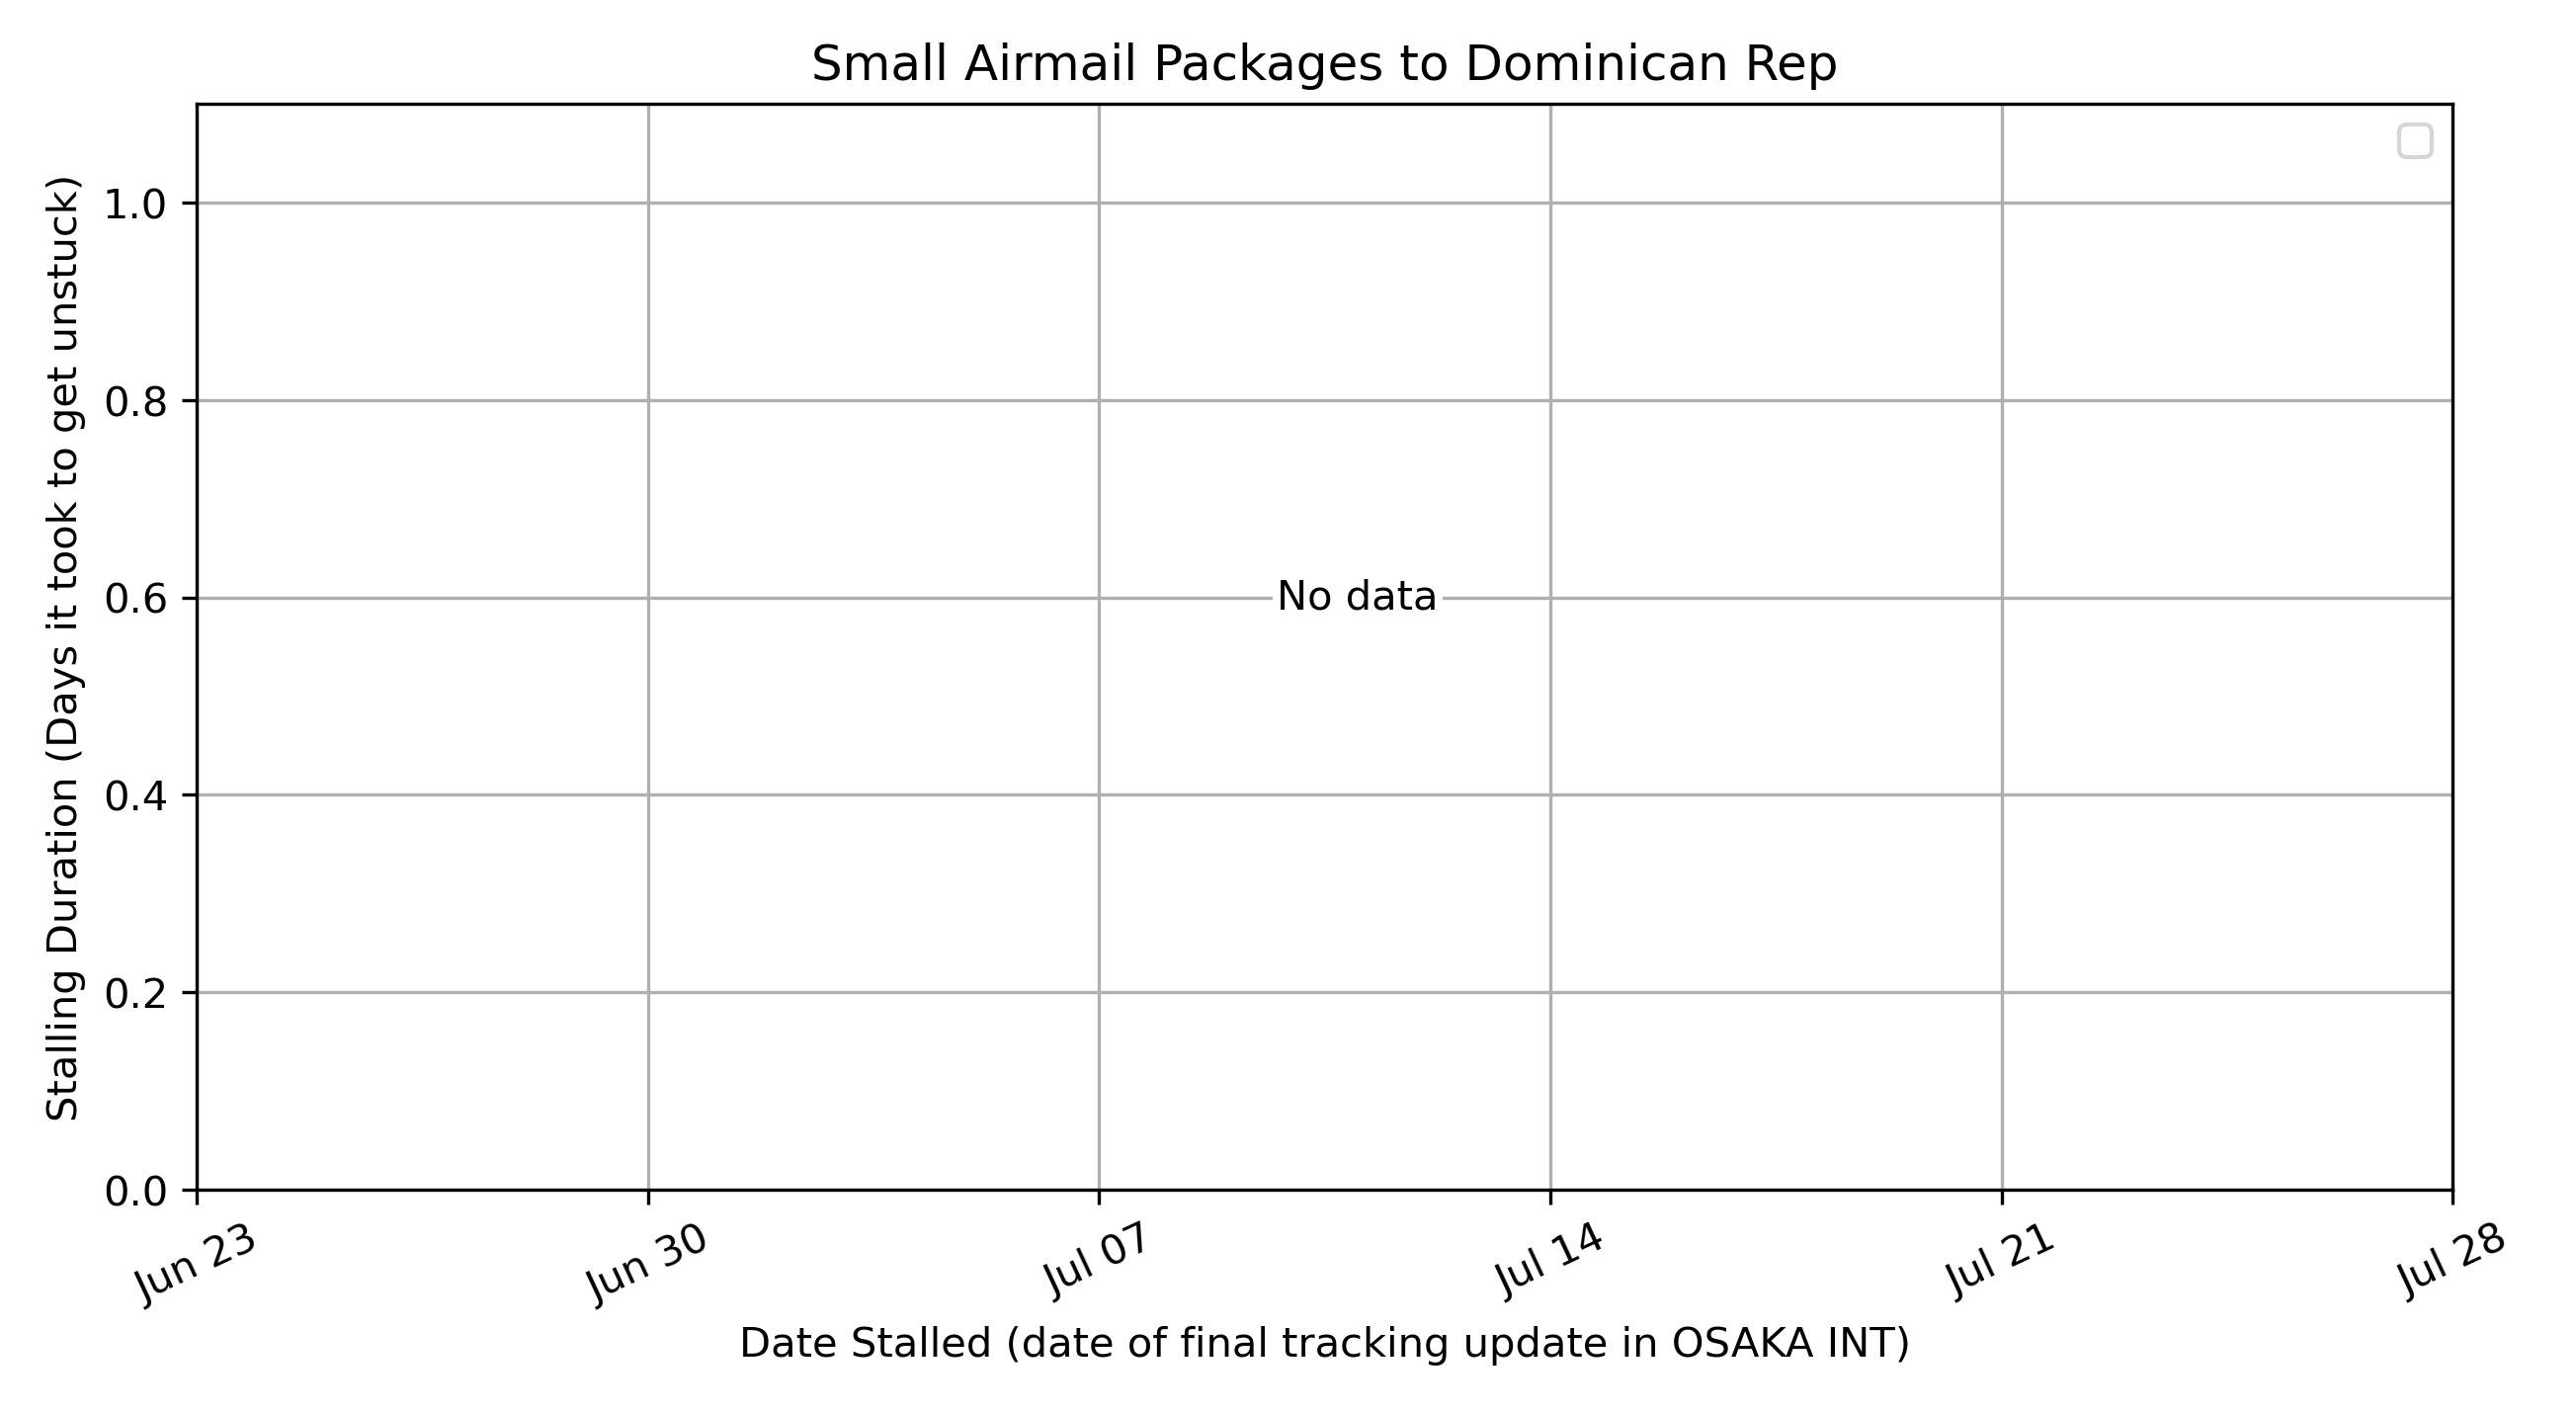 Small Airmail Packages to Dominican Rep
Stalling Duration (Days it took to get unstuck)
1.0
0.8
0.6
0.4
0.2
0.0
No data
Jun 23
Jun 30
Jul 07
Jul 14
Jul 21
Jul 28
Date Stalled (date of final tracking update in OSAKA INT)